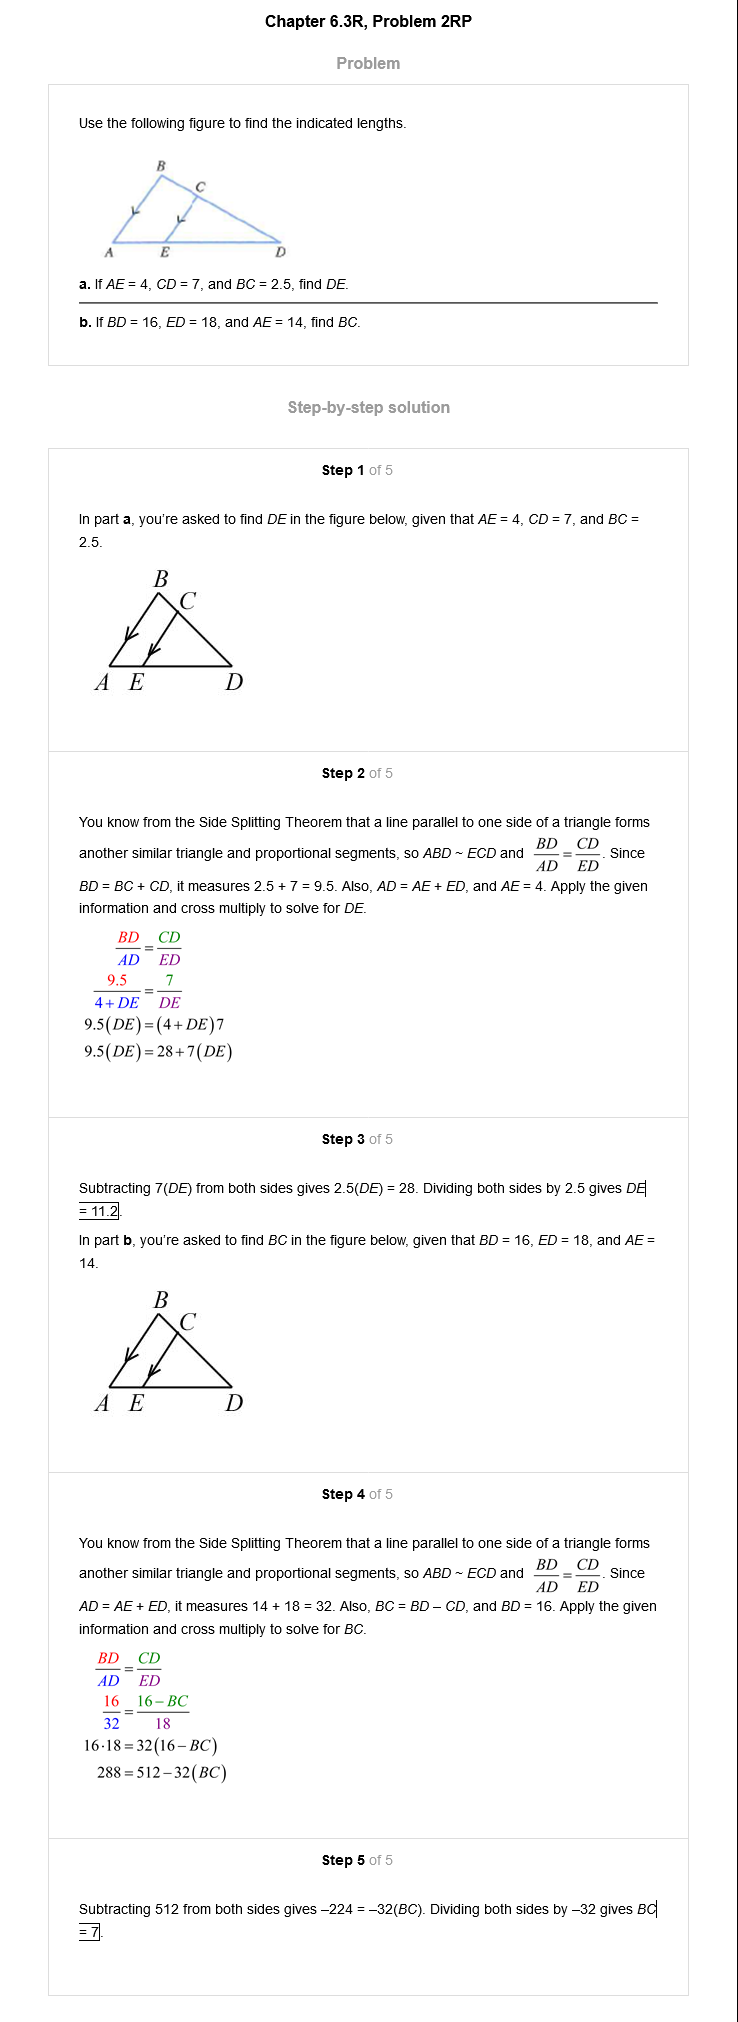 Chapter 6.3R, Problem 2RP
Problem
Use the following figure to find the indicated lengths.
B
C
A
E
D
a. If AE = 4, CD = 7, and BC = 2.5, find DE.
b. If BD = 16, ED = 18, and AE = 14, find BC.
Step-by-step solution
Step 1 of 5
In part a, you're asked to find DE in the figure below, given that AE = 4, CD = 7, and BC =
2.5.
B
C
A E D
Step 2 of 5
You know from the Side Splitting Theorem that a line parallel to one side of a triangle forms
another similar triangle and proportional segments, so ABD ~ ECD and BD/AD = CD/ED. Since
BD = BC + CD, it measures 2.5 + 7 = 9.5. Also, AD = AE + ED, and AE = 4. Apply the given
information and cross multiply to solve for DE.
BD/AD = CD/ED
9.5/(4 + DE) = 7/DE
9.5(DE) = (4 + DE)7
9.5(DE) = 28 + 7(DE)
Step 3 of 5
Subtracting 7(DE) from both sides gives 2.5(DE) = 28. Dividing both sides by 2.5 gives DE
= 11.2.
In part b, you're asked to find BC in the figure below, given that BD = 16, ED = 18, and AE =
14.
B
C
A E D
Step 4 of 5
You know from the Side Splitting Theorem that a line parallel to one side of a triangle forms
another similar triangle and proportional segments, so ABD ~ ECD and BD/AD = CD/ED. Since
AD = AE + ED, it measures 14 + 18 = 32. Also, BC = BD – CD, and BD = 16. Apply the given
information and cross multiply to solve for BC.
BD/AD = CD/ED
16/32 = (16 – BC)/18
16·18 = 32(16 – BC)
288 = 512 – 32(BC)
Step 5 of 5
Subtracting 512 from both sides gives –224 = –32(BC). Dividing both sides by –32 gives BC
= 7.